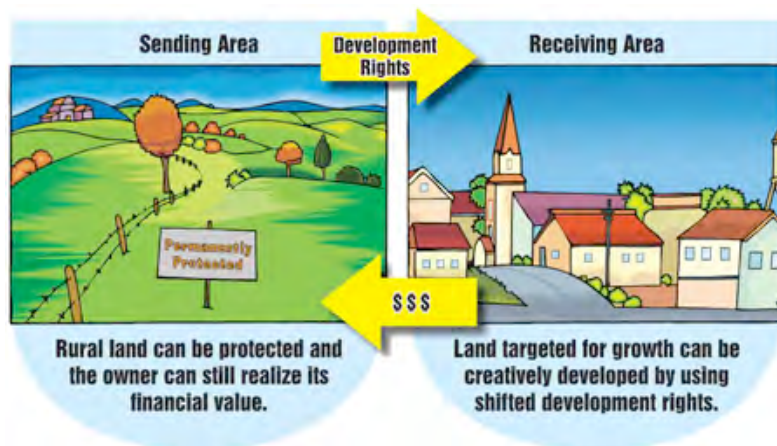 Sending Area
Development
Rights
Receiving Area
Permanently
Protected
$$$
Rural land can be protected and
the owner can still realize its
financial value.
Land targeted for growth can be
creatively developed by using
shifted development rights.